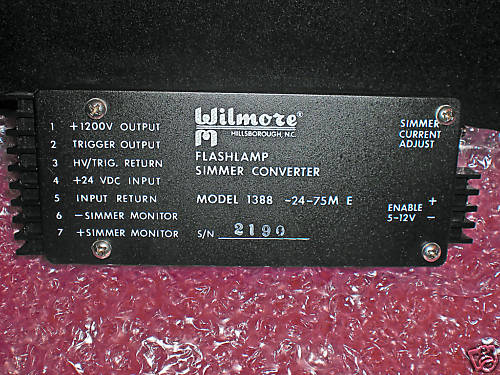 1 +1200V OUTPUT
2 TRIGGER OUTPUT
3 HV/TRIG. RETURN
4 +24 VDC INPUT
5 INPUT RETURN
6 −SIMMER MONITOR
7 +SIMMER MONITOR
Wilmore®
HILLSBOROUGH, N.C.
FLASHLAMP
SIMMER CONVERTER
MODEL 1388 -24-75M E
S/N 2190
SIMMER
CURRENT
ADJUST
ENABLE +
5-12V −